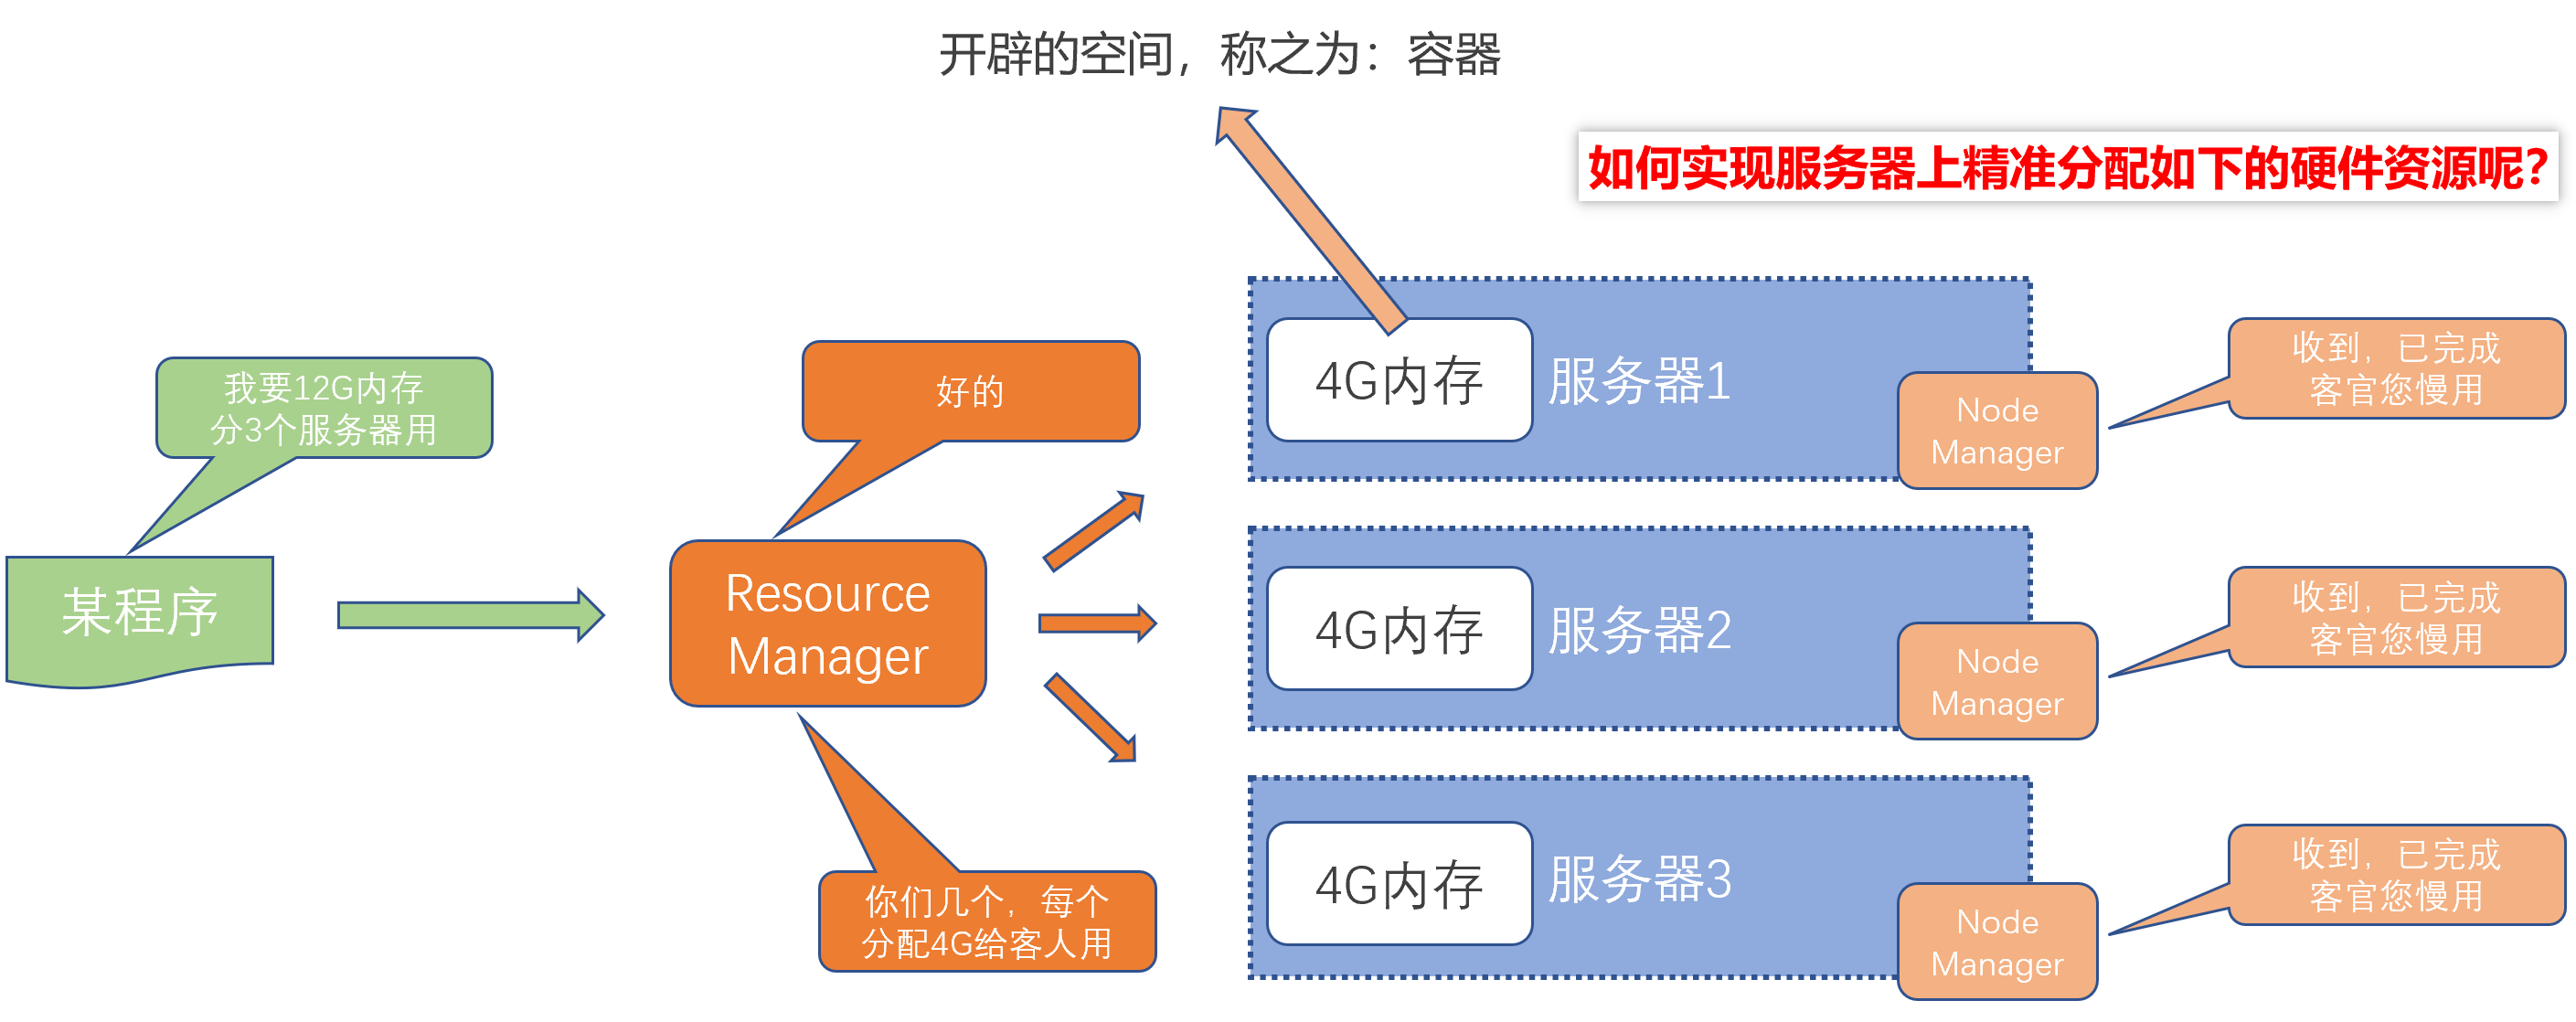 开辟的空间，称之为：容器
如何实现服务器上精准分配如下的硬件资源呢？
我要12G内存
分3个服务器用
某程序
好的
Resource
Manager
你们几个，每个
分配4G给客人用
4G内存
服务器1
Node
Manager
收到，已完成
客官您慢用
4G内存
服务器2
Node
Manager
收到，已完成
客官您慢用
4G内存
服务器3
Node
Manager
收到，已完成
客官您慢用